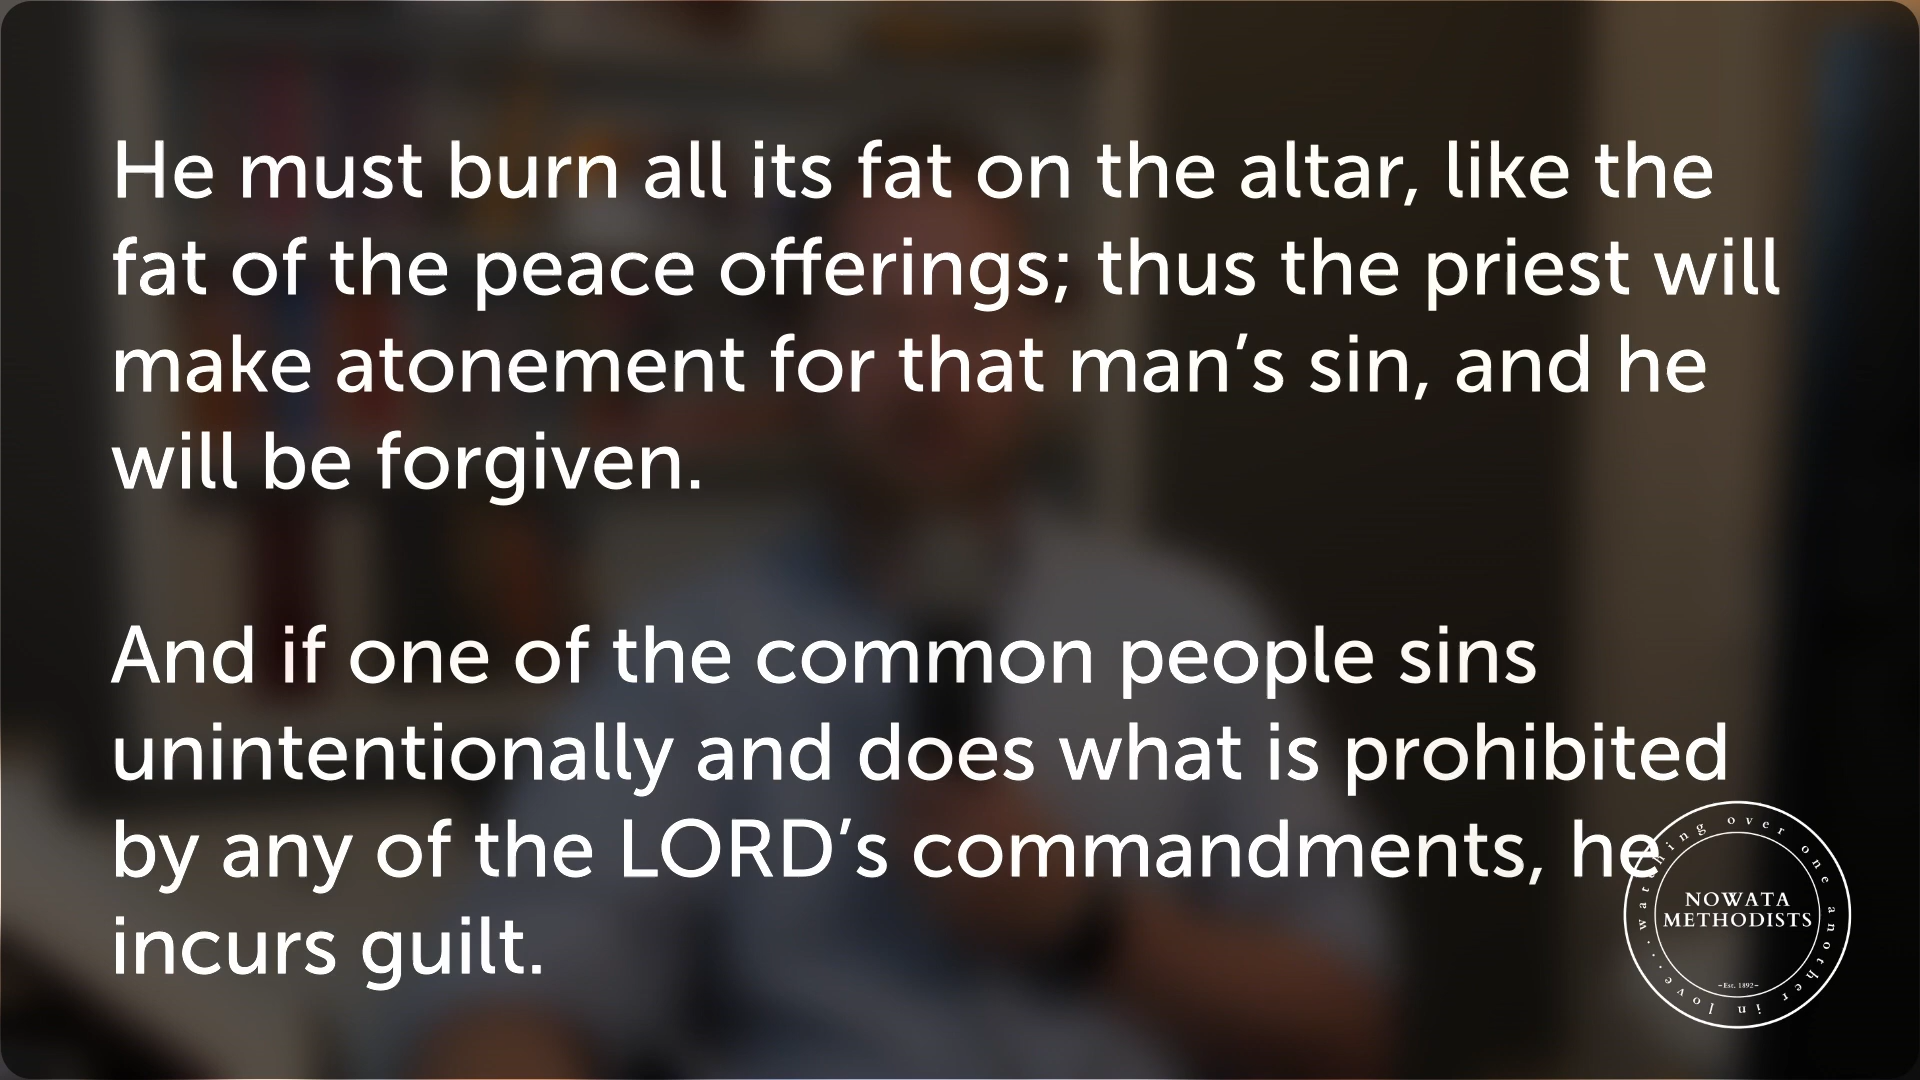 He must burn all its fat on the altar, like the
fat of the peace offerings; thus the priest will
make atonement for that man’s sin, and he
will be forgiven.
And if one of the common people sins
unintentionally and does what is prohibited
by any of the LORD’s commandments, he
incurs guilt.
watching over one another in love...
NOWATA
METHODISTS
~Est. 1892~